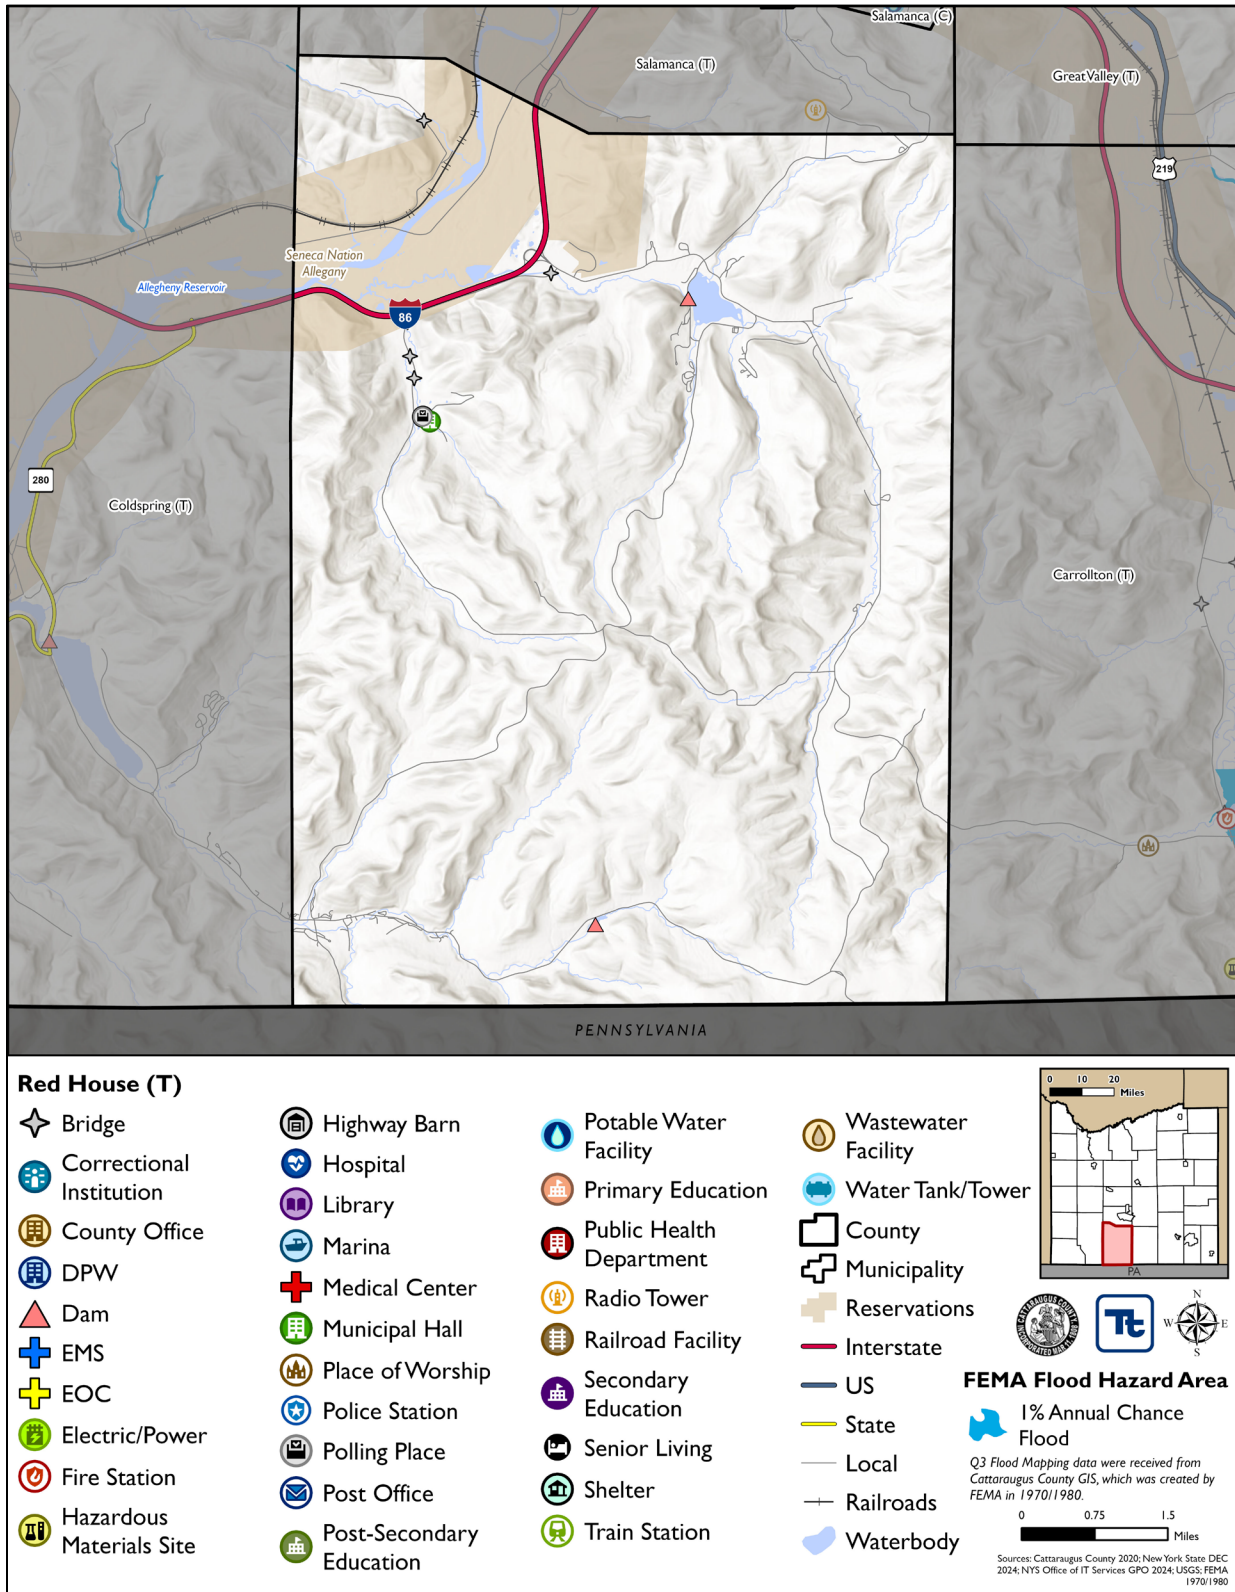 Salamanca (C)
Salamanca (T)
Great Valley (T)
219
Seneca Nation
Allegany
Allegheny Reservoir
86
280
Coldspring (T)
Carrollton (T)
PENNSYLVANIA
Red House (T)
Bridge
Correctional
Institution
County Office
DPW
Dam
EMS
EOC
Electric/Power
Fire Station
Hazardous
Materials Site
Highway Barn
Hospital
Library
Marina
Medical Center
Municipal Hall
Place of Worship
Police Station
Polling Place
Post Office
Post-Secondary
Education
Potable Water
Facility
Primary Education
Public Health
Department
Radio Tower
Railroad Facility
Secondary
Education
Senior Living
Shelter
Train Station
Wastewater
Facility
Water Tank/Tower
County
Municipality
Reservations
Interstate
US
State
Local
Railroads
Waterbody
0 10 20
Miles
PA
Tt
N
W E
S
FEMA Flood Hazard Area
1% Annual Chance
Flood
Q3 Flood Mapping data were received from
Cattaraugus County GIS, which was created by
FEMA in 1970/1980.
0 0.75 1.5
Miles
Sources: Cattaraugus County 2020; New York State DEC
2024; NYS Office of IT Services GPO 2024; USGS; FEMA
1970/1980